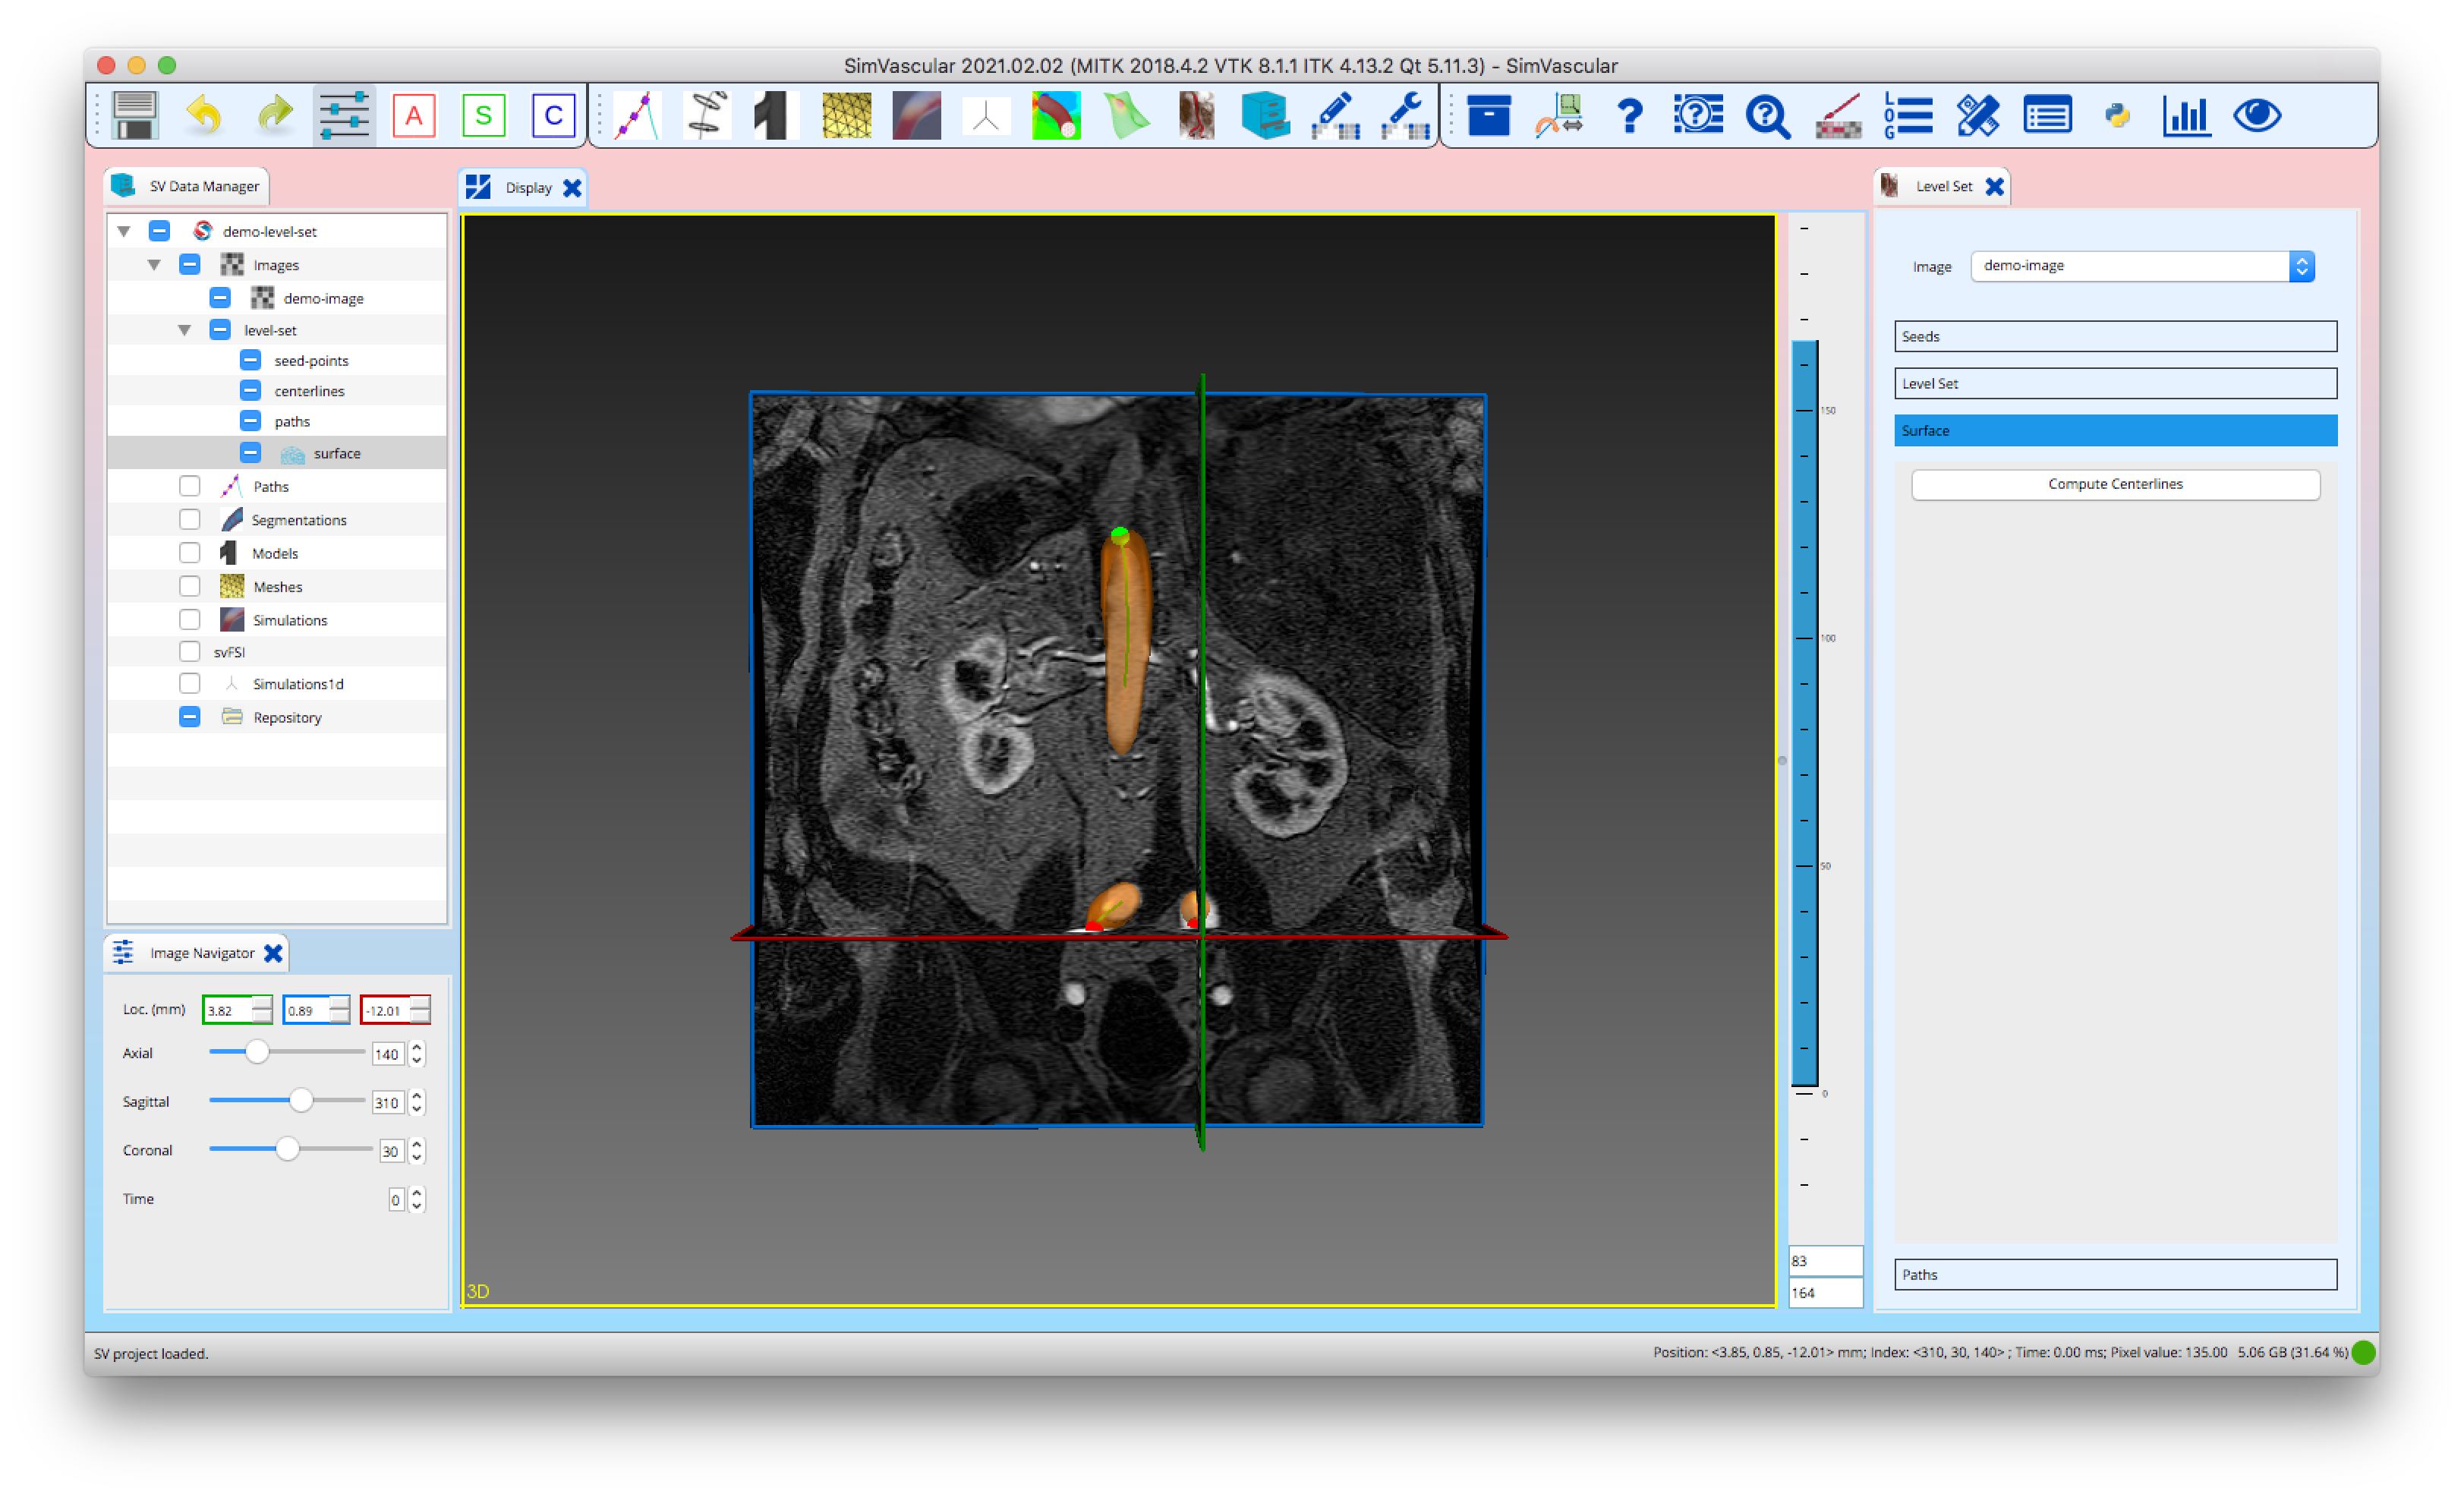 SimVascular 2021.02.02 (MITK 2018.4.2 VTK 8.1.1 ITK 4.13.2 Qt 5.11.3) - SimVascular
A S C
LOG
SV Data Manager
demo-level-set
Images
demo-image
level-set
seed-points
centerlines
paths
surface
Paths
Segmentations
Models
Meshes
Simulations
svFSI
Simulations1d
Repository
Image Navigator
Loc. (mm) 3.82 0.89 -12.01
Axial 140
Sagittal 310
Coronal 30
Time 0
Display
3D
150
100
50
0
83
164
Level Set
Image demo-image
Seeds
Level Set
Surface
Compute Centerlines
Paths
SV project loaded.
Position: <3.85, 0.85, -12.01> mm; Index: <310, 30, 140> ; Time: 0.00 ms; Pixel value: 135.00 5.06 GB (31.64 %)